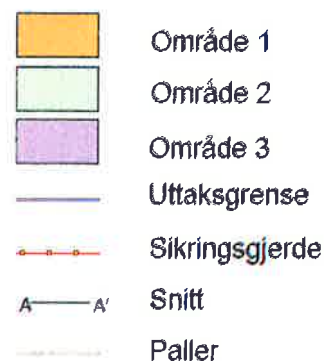 Område 1
Område 2
Område 3
Uttaksgrense
Sikringsgjerde
A A' Snitt
Paller